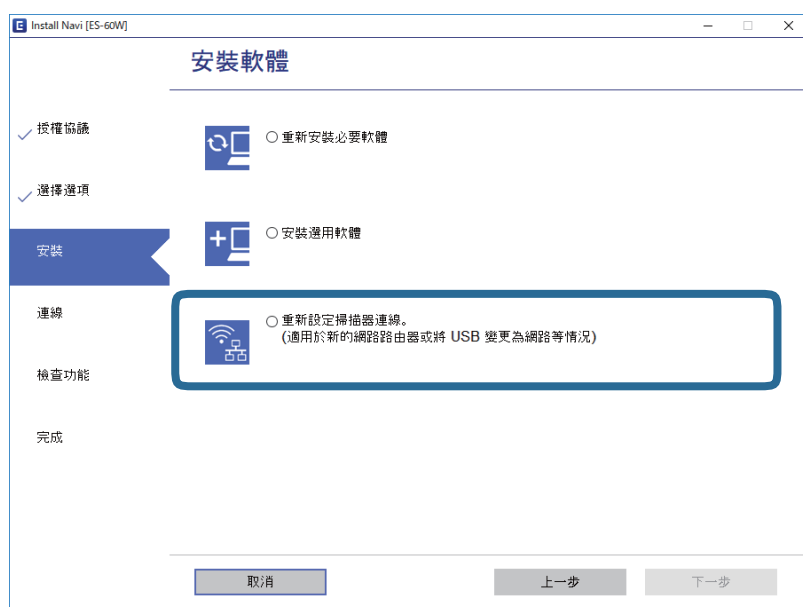 Install Navi [ES-60W]
安裝軟體
授權協議
選擇選項
安裝
連線
檢查功能
完成
重新安裝必要軟體
安裝選用軟體
重新設定掃描器連線。
(適用於新的網路路由器或將 USB 變更為網路等情況)
取消
上一步
下一步